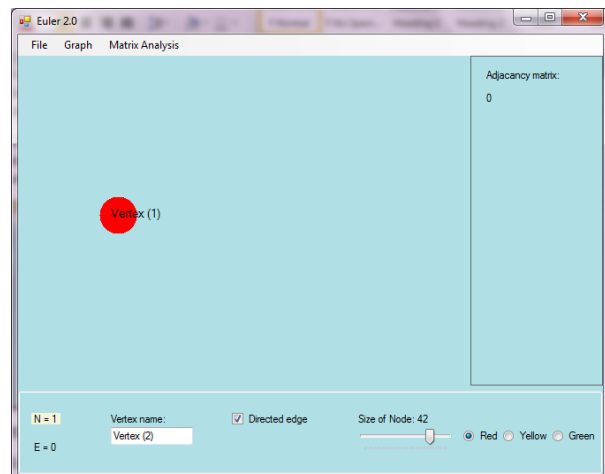 Euler 2.0
File Graph Matrix Analysis
Adjacancy matrix:
0
Vertex (1)
N = 1
E = 0
Vertex name:
Vertex (2)
Directed edge
Size of Node: 42
Red Yellow Green